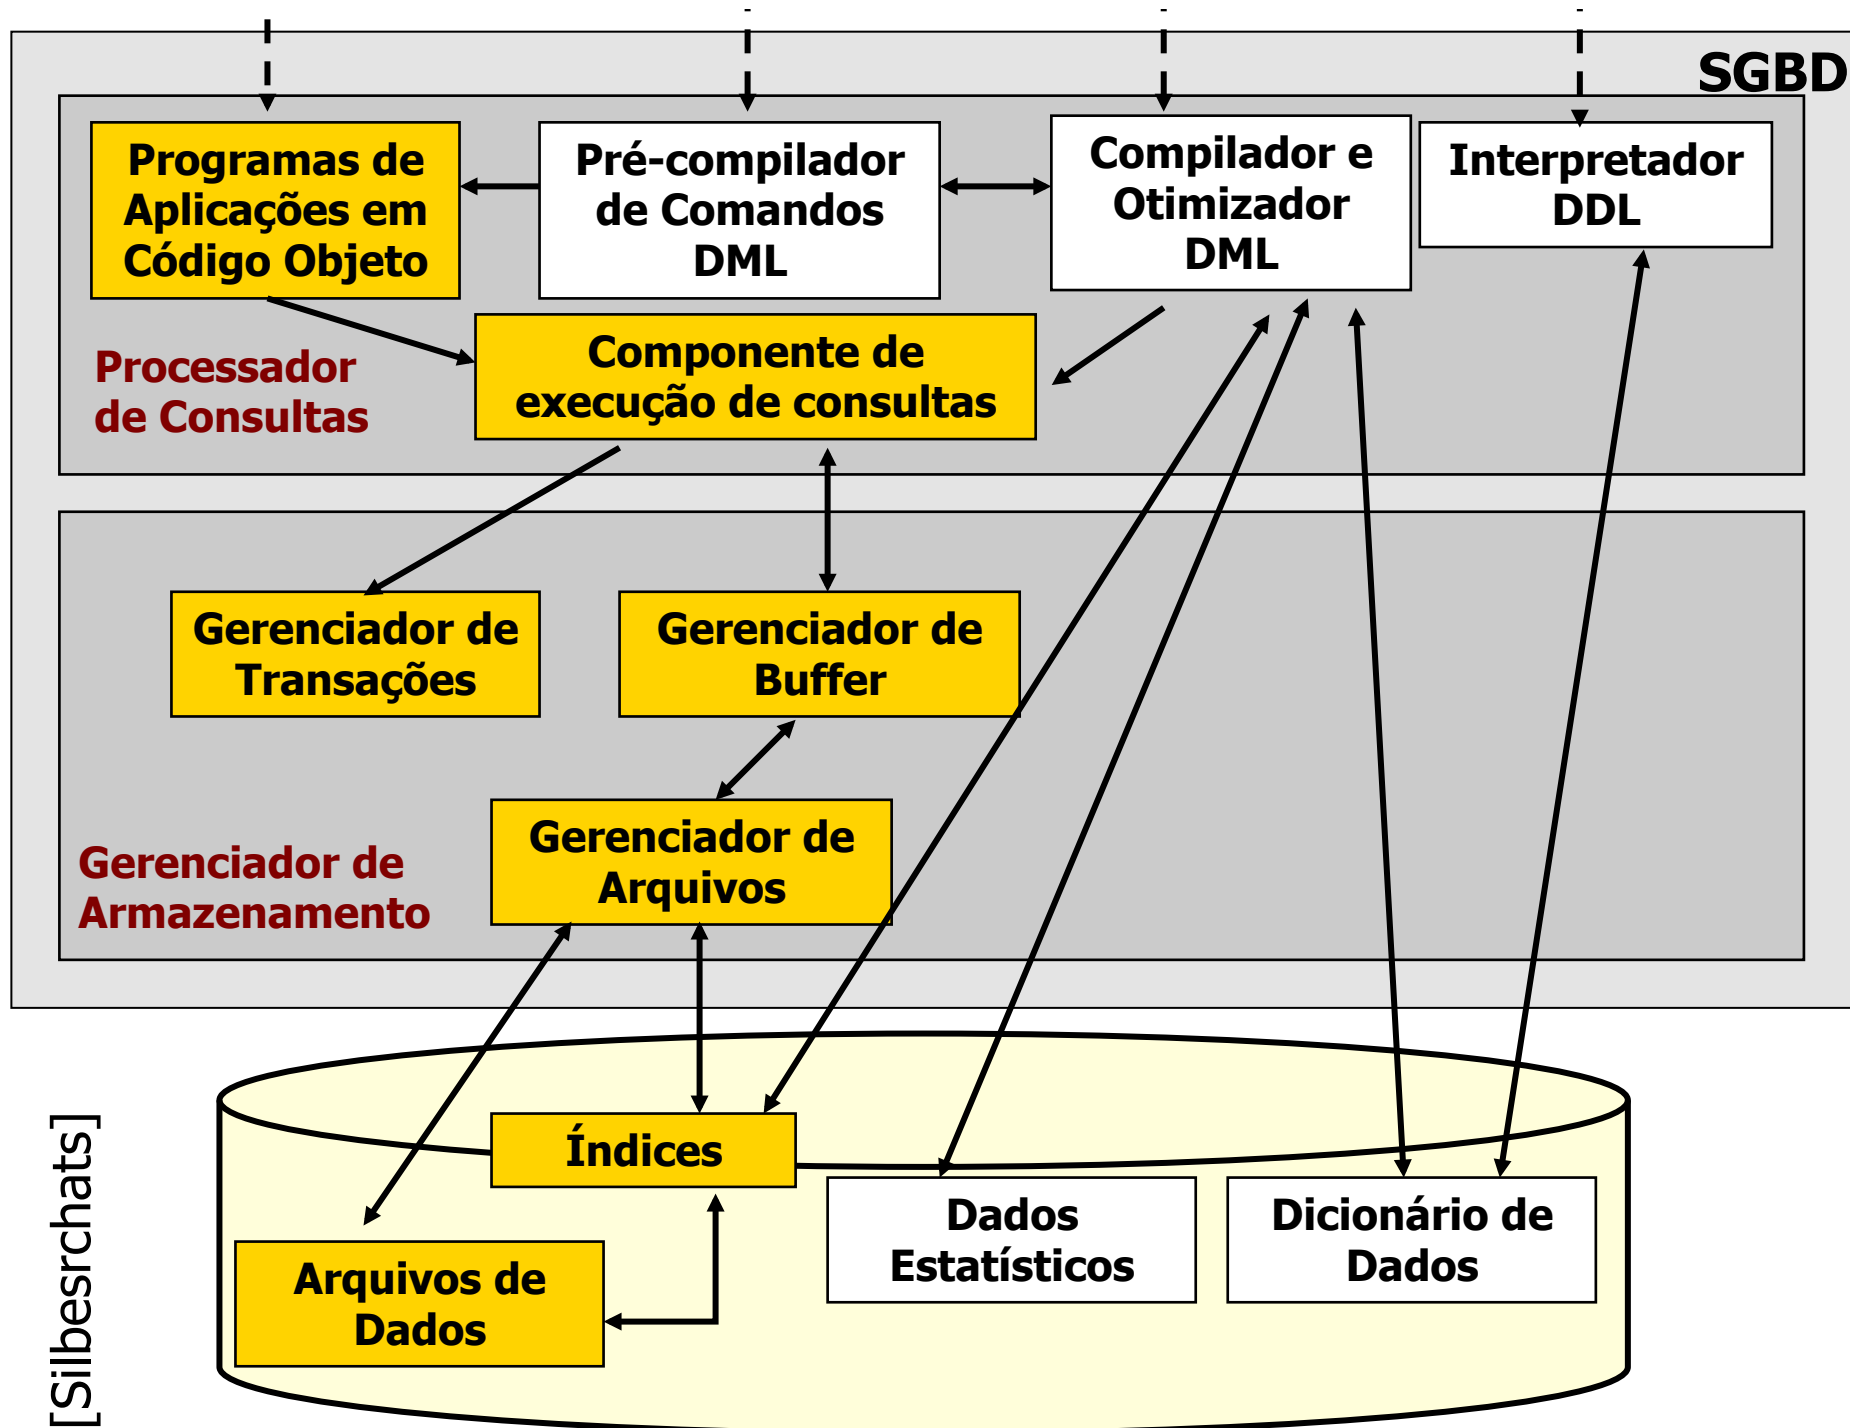 SGBD
Programas de
Aplicações em
Código Objeto
Pré-compilador
de Comandos
DML
Compilador e
Otimizador
DML
Interpretador
DDL
Processador
de Consultas
Componente de
execução de consultas
Gerenciador de
Transações
Gerenciador de
Buffer
Gerenciador de
Armazenamento
Gerenciador de
Arquivos
Índices
Arquivos de
Dados
Dados
Estatísticos
Dicionário de
Dados
[Silbesrchats]